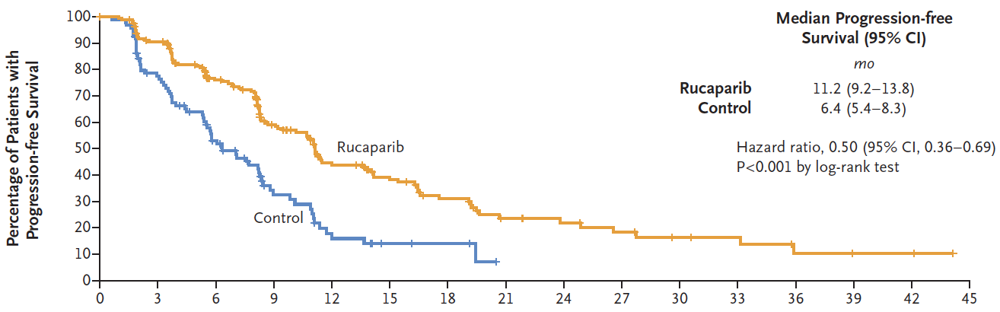 Percentage of Patients with
Progression-free Survival
100
90
80
70
60
50
40
30
20
10
0
0 3 6 9 12 15 18 21 24 27 30 33 36 39 42 45
Rucaparib
Control
Median Progression-free
Survival (95% CI)
mo
Rucaparib 11.2 (9.2–13.8)
Control 6.4 (5.4–8.3)
Hazard ratio, 0.50 (95% CI, 0.36–0.69)
P<0.001 by log-rank test